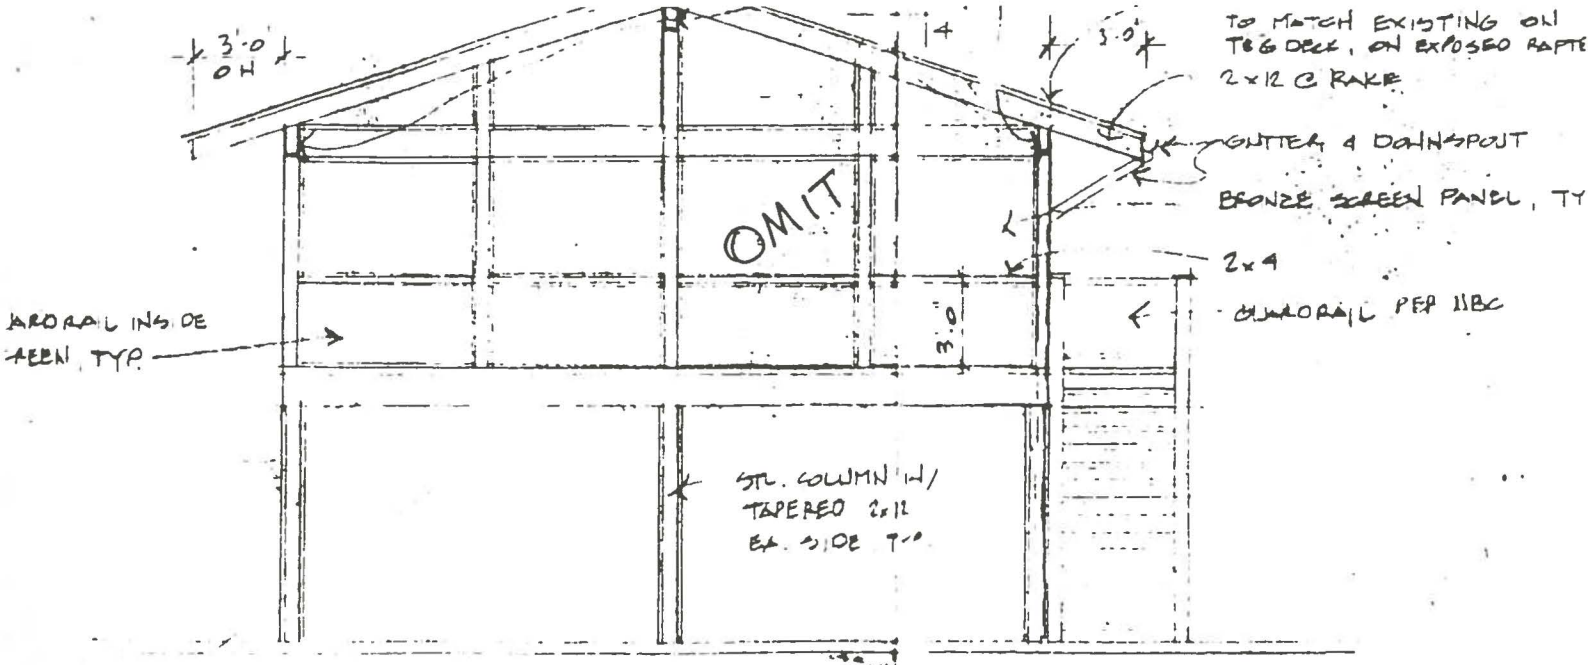 3'-0"
OH
14
3'-0"
TO MATCH EXISTING ON
T&G DECK, ON EXPOSED RAFTE
2x12 @ RAKE
GUTTER & DOWNSPOUT
BRONZE SCREEN PANEL, TY
OMIT
2x4
GUARDRAIL PER UBC
3'-0"
ARDRAIL INSIDE
REEN, TYP.
STL. COLUMN W/
TAPERED 2x12
EA. SIDE